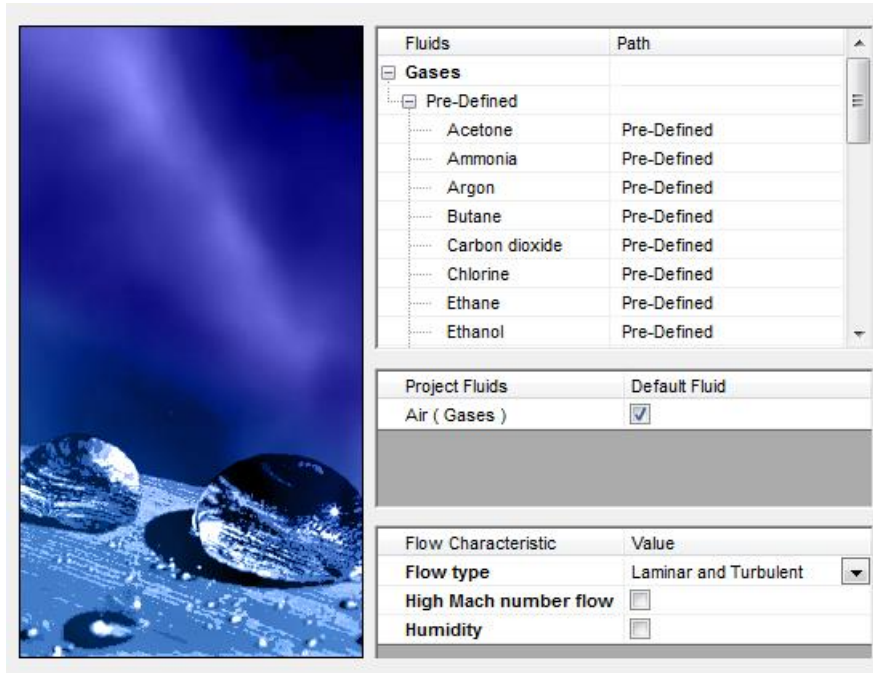 Fluids Path
Gases
Pre-Defined
Acetone Pre-Defined
Ammonia Pre-Defined
Argon Pre-Defined
Butane Pre-Defined
Carbon dioxide Pre-Defined
Chlorine Pre-Defined
Ethane Pre-Defined
Ethanol Pre-Defined
Project Fluids Default Fluid
Air ( Gases )
Flow Characteristic Value
Flow type Laminar and Turbulent
High Mach number flow
Humidity